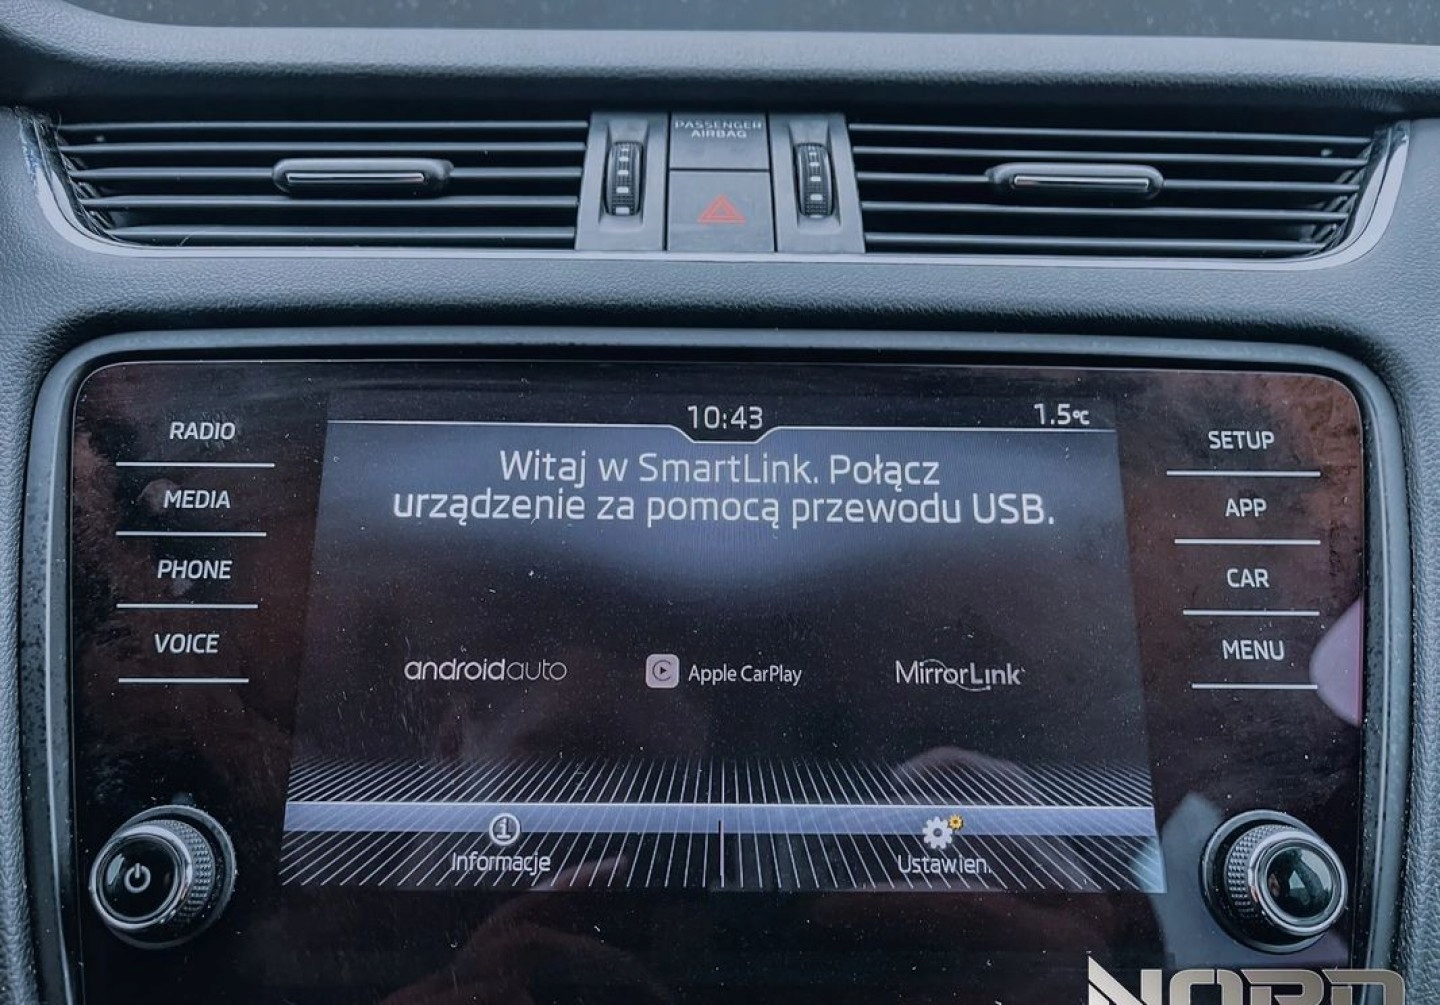 PASSENGER
AIRBAG
10:43
1.5°C
Witaj w SmartLink. Połącz
urządzenie za pomocą przewodu USB.
RADIO
MEDIA
PHONE
VOICE
androidauto
Apple CarPlay
MirrorLink
SETUP
APP
CAR
MENU
Informacje
Ustawien.
NORD